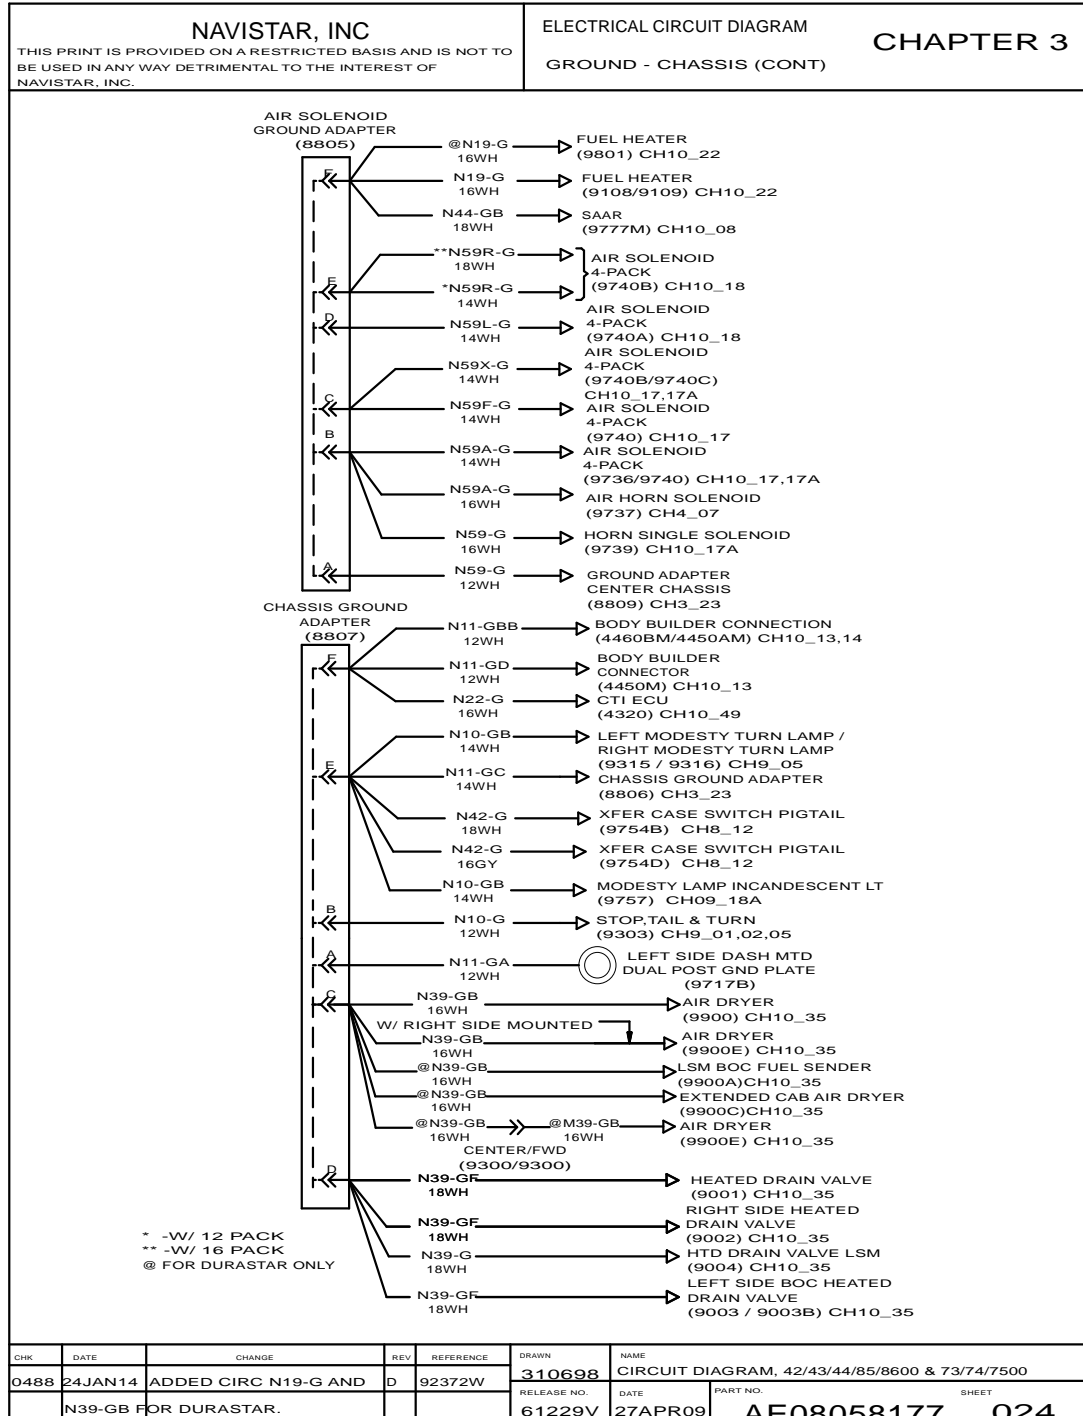 NAVISTAR, INC
THIS PRINT IS PROVIDED ON A RESTRICTED BASIS AND IS NOT TO
BE USED IN ANY WAY DETRIMENTAL TO THE INTEREST OF
NAVISTAR, INC.
ELECTRICAL CIRCUIT DIAGRAM
GROUND - CHASSIS (CONT)
CHAPTER 3
AIR SOLENOID
GROUND ADAPTER
(8805)
F
@N19-G
16WH
FUEL HEATER
(9801) CH10_22
N19-G
16WH
FUEL HEATER
(9108/9109) CH10_22
N44-GB
18WH
SAAR
(9777M) CH10_08
E
**N59R-G
18WH
*N59R-G
14WH
AIR SOLENOID
4-PACK
(9740B) CH10_18
D
N59L-G
14WH
AIR SOLENOID
4-PACK
(9740A) CH10_18
C
N59X-G
14WH
AIR SOLENOID
4-PACK
(9740B/9740C)
CH10_17,17A
N59F-G
14WH
AIR SOLENOID
4-PACK
(9740) CH10_17
B
N59A-G
14WH
AIR SOLENOID
4-PACK
(9736/9740) CH10_17,17A
N59A-G
16WH
AIR HORN SOLENOID
(9737) CH4_07
N59-G
16WH
HORN SINGLE SOLENOID
(9739) CH10_17A
A
N59-G
12WH
GROUND ADAPTER
CENTER CHASSIS
(8809) CH3_23
CHASSIS GROUND
ADAPTER
(8807)
F
N11-GBB
12WH
BODY BUILDER CONNECTION
(4460BM/4450AM) CH10_13,14
N11-GD
12WH
BODY BUILDER
CONNECTOR
(4450M) CH10_13
N22-G
16WH
CTI ECU
(4320) CH10_49
E
N10-GB
14WH
LEFT MODESTY TURN LAMP /
RIGHT MODESTY TURN LAMP
(9315 / 9316) CH9_05
N11-GC
14WH
CHASSIS GROUND ADAPTER
(8806) CH3_23
N42-G
18WH
XFER CASE SWITCH PIGTAIL
(9754B) CH8_12
N42-G
16GY
XFER CASE SWITCH PIGTAIL
(9754D) CH8_12
N10-GB
14WH
MODESTY LAMP INCANDESCENT LT
(9757) CH09_18A
B
N10-G
12WH
STOP,TAIL & TURN
(9303) CH9_01,02,05
A
N11-GA
12WH
LEFT SIDE DASH MTD
DUAL POST GND PLATE
(9717B)
C
N39-GB
16WH
AIR DRYER
(9900) CH10_35
W/ RIGHT SIDE MOUNTED
N39-GB
16WH
AIR DRYER
(9900E) CH10_35
@N39-GB
16WH
LSM BOC FUEL SENDER
(9900A)CH10_35
@N39-GB
16WH
EXTENDED CAB AIR DRYER
(9900C)CH10_35
@N39-GB
16WH
@M39-GB
16WH
AIR DRYER
(9900E) CH10_35
CENTER/FWD
(9300/9300)
D
N39-GF
18WH
HEATED DRAIN VALVE
(9001) CH10_35
N39-GF
18WH
RIGHT SIDE HEATED
DRAIN VALVE
(9002) CH10_35
N39-G
18WH
HTD DRAIN VALVE LSM
(9004) CH10_35
N39-GF
18WH
LEFT SIDE BOC HEATED
DRAIN VALVE
(9003 / 9003B) CH10_35
* -W/ 12 PACK
** -W/ 16 PACK
@ FOR DURASTAR ONLY
CHK DATE CHANGE REV REFERENCE
0488 24JAN14 ADDED CIRC N19-G AND D 92372W
N39-GB FOR DURASTAR.
DRAWN
310698
NAME
CIRCUIT DIAGRAM, 42/43/44/85/8600 & 73/74/7500
RELEASE NO.
61229V
DATE
27APR09
PART NO.
AF08058177
SHEET
024